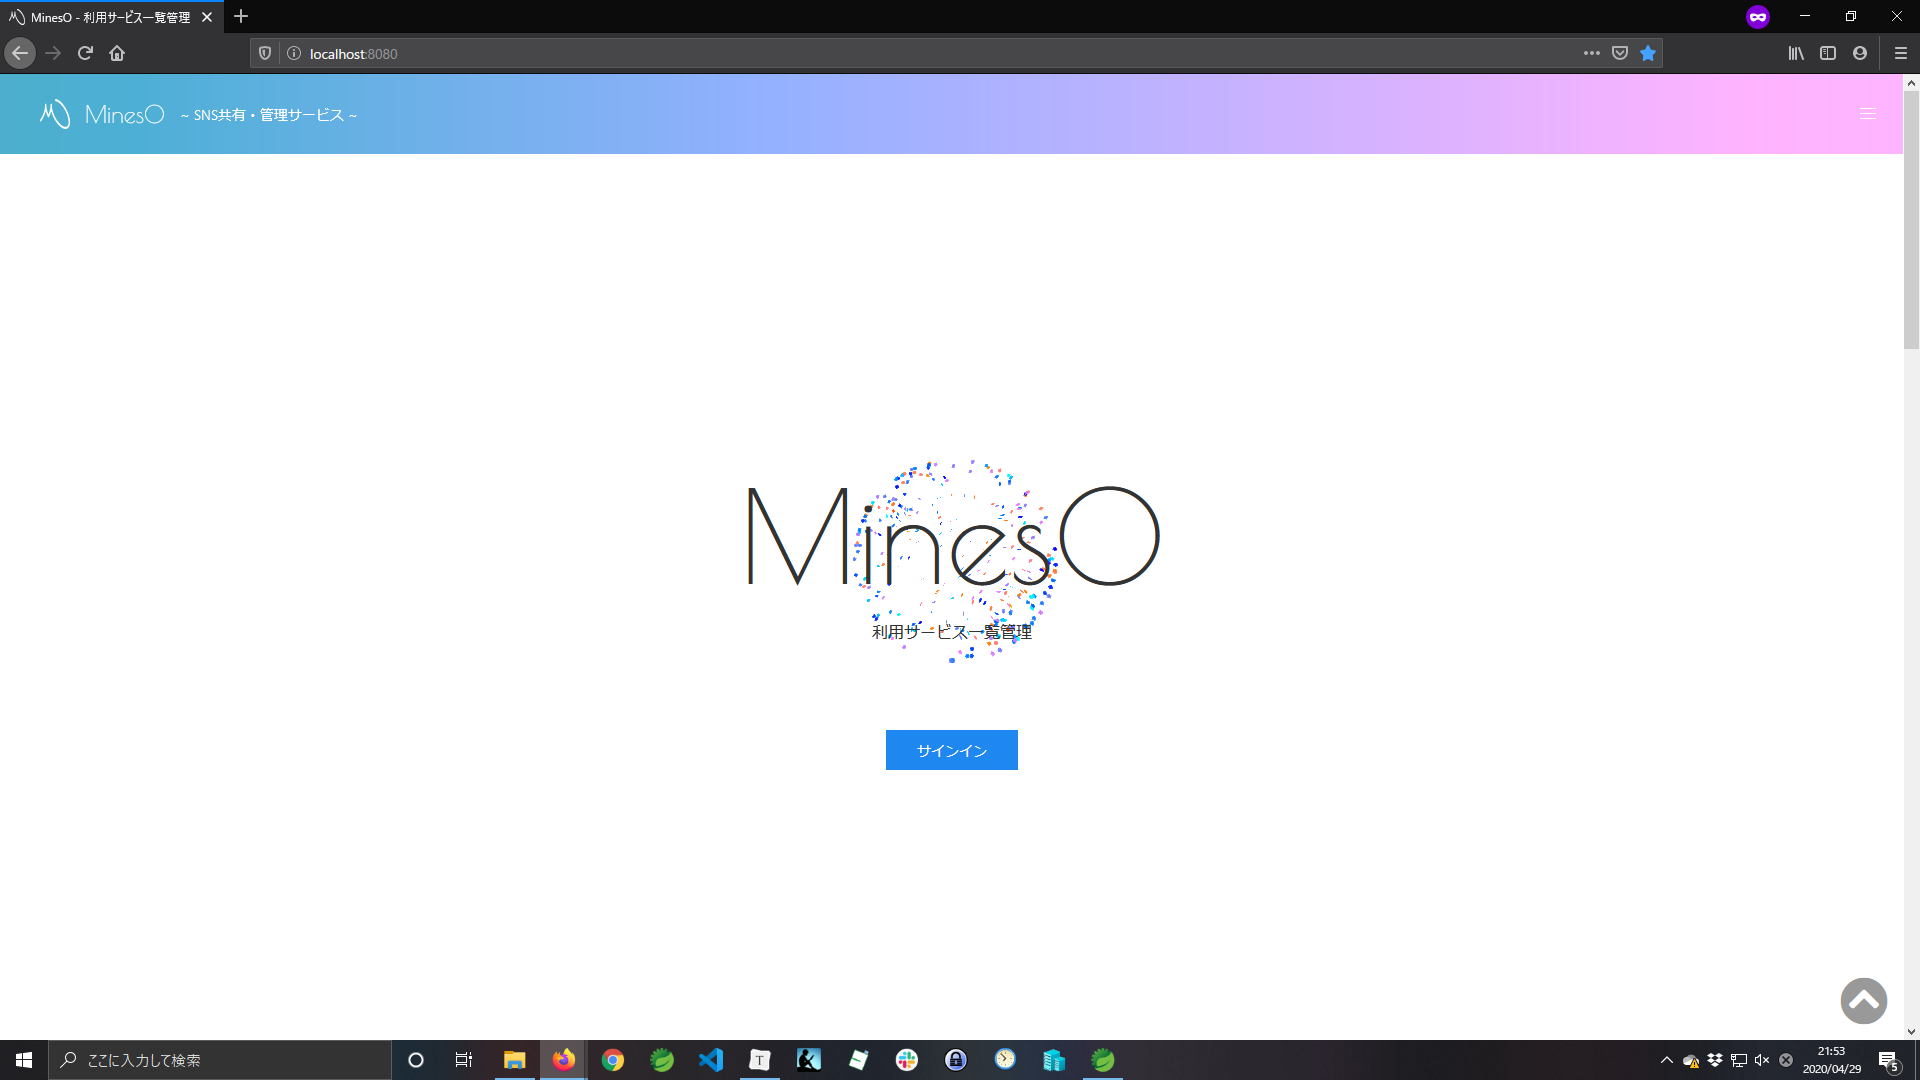 MinesO - 利用サービス一覧管理
localhost:8080
MinesO ~ SNS共有・管理サービス ~
MinesO
利用サービス一覧管理
サインイン
ここに入力して検索
T
21:53
2020/04/29
5